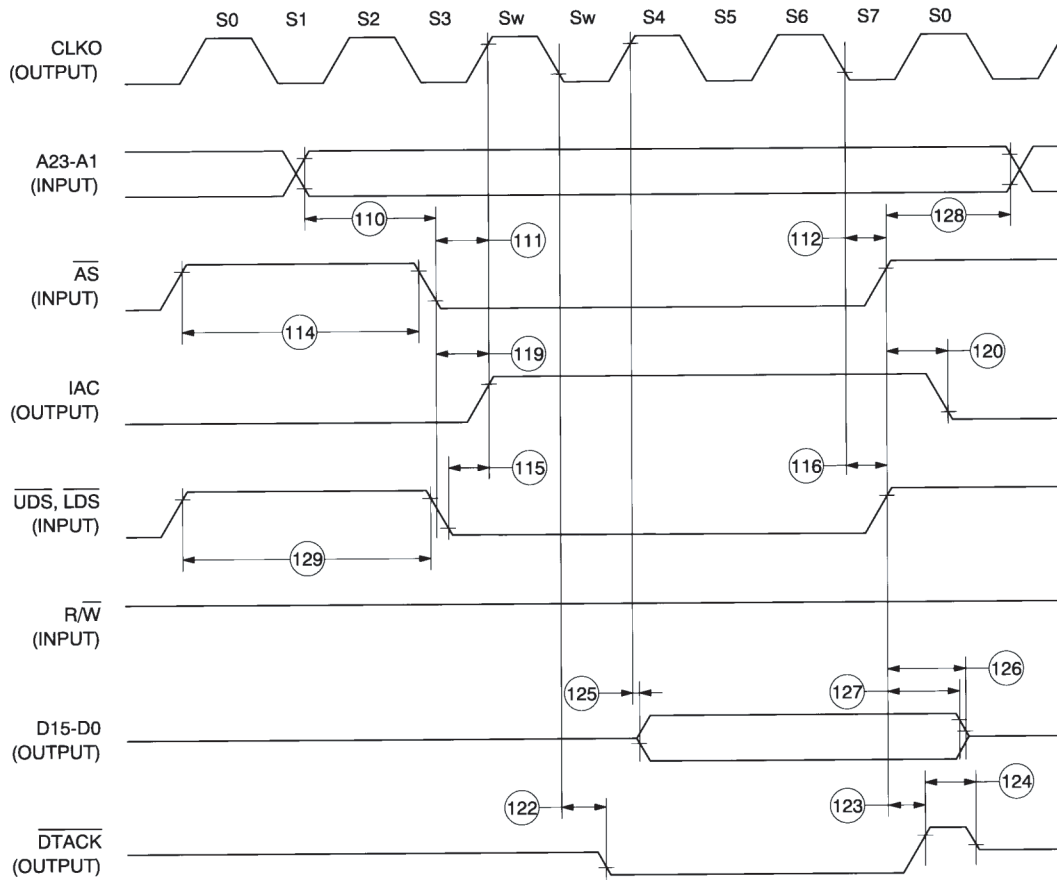 S0 S1 S2 S3 Sw Sw S4 S5 S6 S7 S0
CLKO
(OUTPUT)
A23-A1
(INPUT)
110
128
111
112
AS
(INPUT)
114
119
120
IAC
(OUTPUT)
115
116
UDS, LDS
(INPUT)
129
R/W
(INPUT)
126
125
127
D15-D0
(OUTPUT)
124
122
123
DTACK
(OUTPUT)